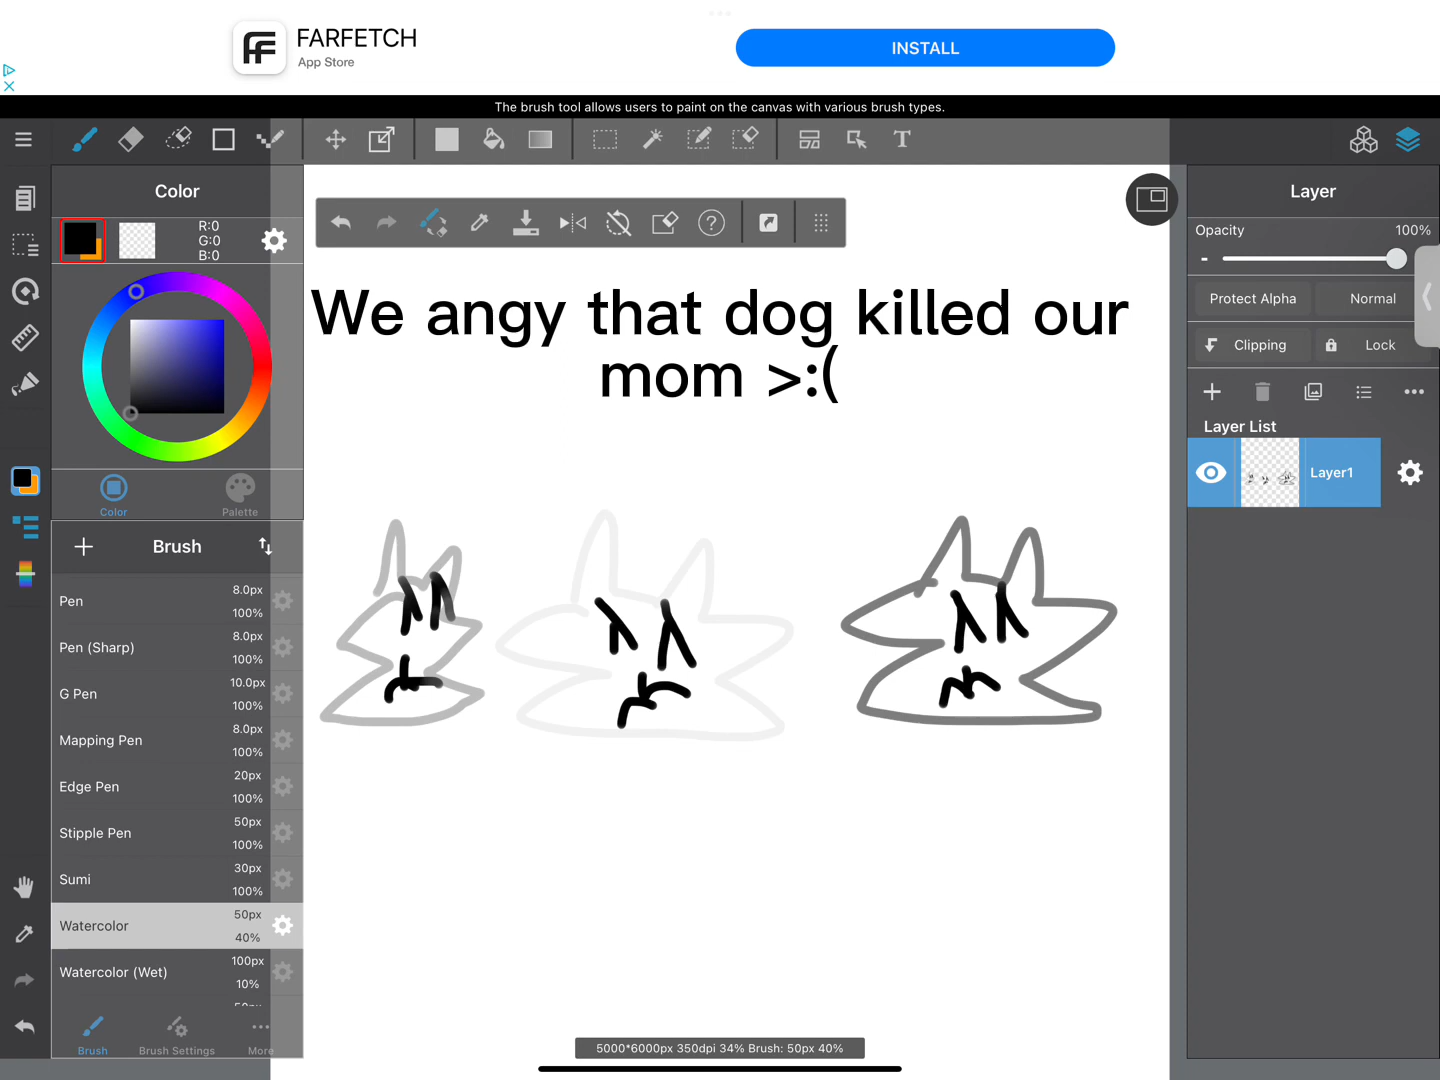 FARFETCH
App Store
INSTALL
The brush tool allows users to paint on the canvas with various brush types.
T
Color
R:0
G:0
B:0
Color
Palette
Brush
Pen
8.0px
100%
Pen (Sharp)
8.0px
100%
G Pen
10.0px
100%
Mapping Pen
8.0px
100%
Edge Pen
20px
100%
Stipple Pen
50px
100%
Sumi
30px
100%
Watercolor
50px
40%
Watercolor (Wet)
100px
10%
Brush
Brush Settings
More
We angy that dog killed our
mom >:(
5000*6000px 350dpi 34% Brush: 50px 40%
Layer
Opacity
100%
Protect Alpha
Normal
Clipping
Lock
Layer List
Layer1